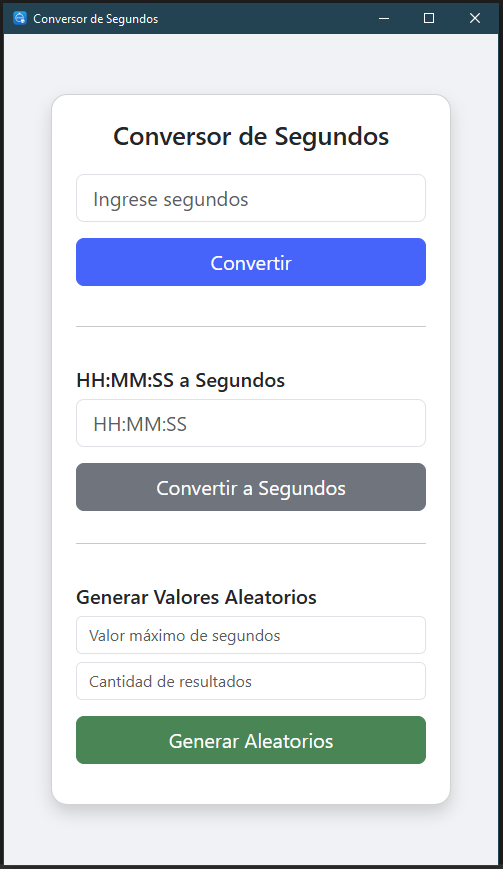 Conversor de Segundos
Conversor de Segundos
Ingrese segundos
Convertir
HH:MM:SS a Segundos
HH:MM:SS
Convertir a Segundos
Generar Valores Aleatorios
Valor máximo de segundos
Cantidad de resultados
Generar Aleatorios